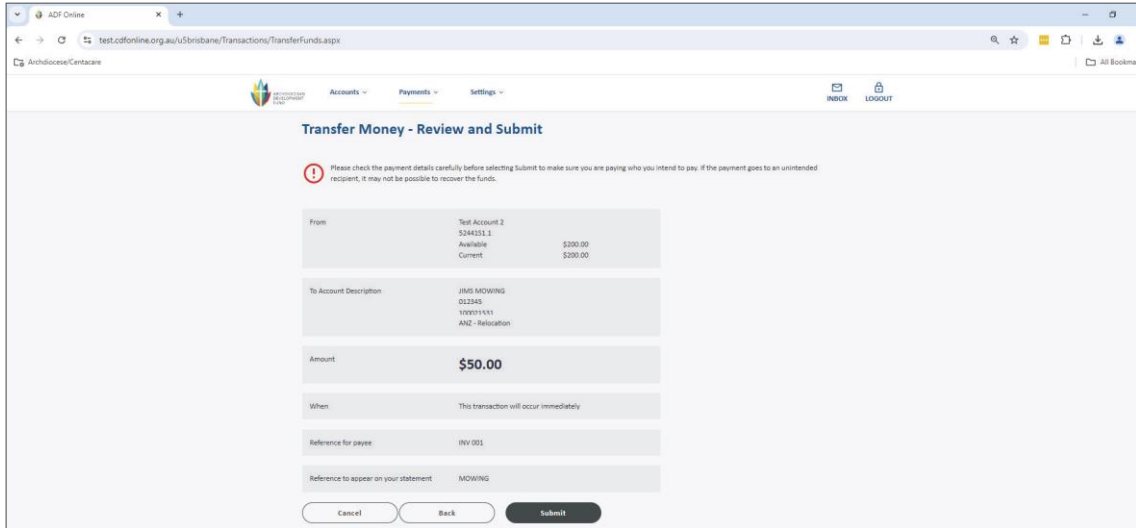 ADF Online
test.cdfonline.org.au/u5brisbane/Transactions/TransferFunds.aspx
Archdiocese/Centacare
All Bookma
ARCHDIOCESAN
DEVELOPMENT
FUND
Accounts
Payments
Settings
INBOX
LOGOUT
Transfer Money - Review and Submit
Please check the payment details carefully before selecting Submit to make sure you are paying who you intend to pay. If the payment goes to an unintended
recipient, it may not be possible to recover the funds.
From
Test Account 2
5244151.1
Available $200.00
Current $200.00
To Account Description
JIMS MOWING
012345
ANZ - Relocation
Amount
$50.00
When
This transaction will occur immediately
Reference for payee
INV 001
Reference to appear on your statement
MOWING
Cancel
Back
Submit